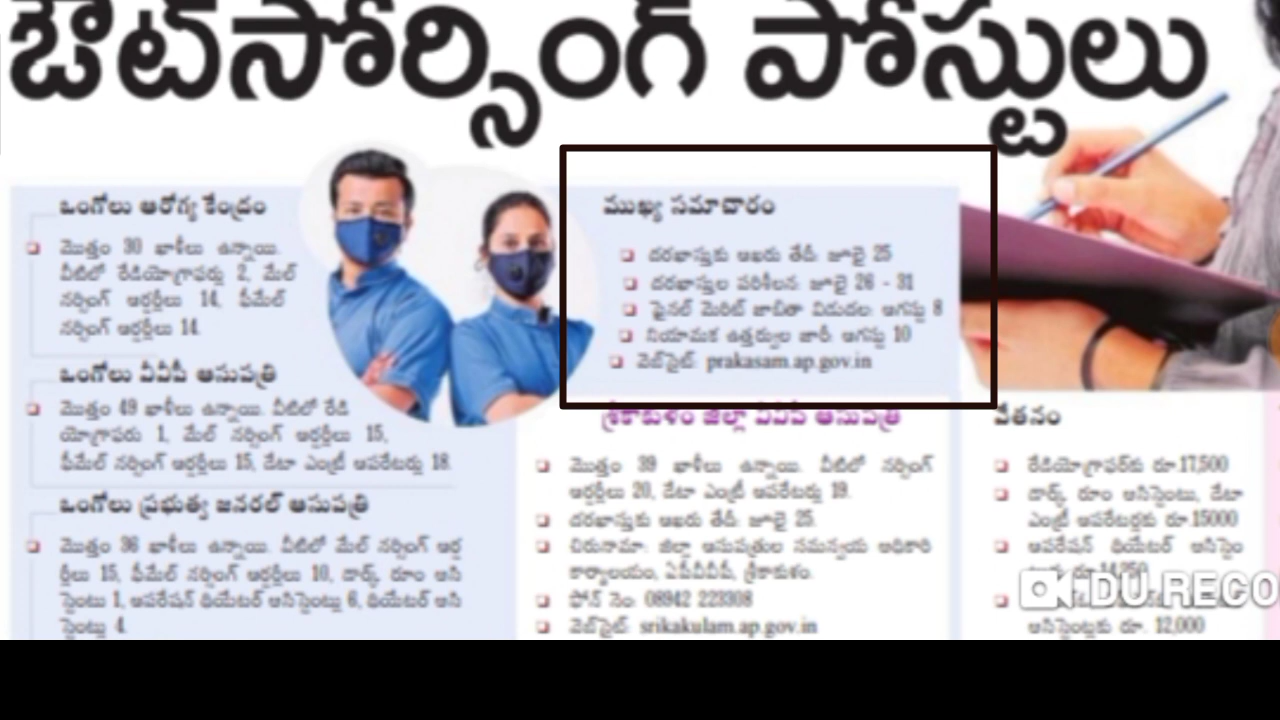 ఔట్‌సోర్సింగ్ పోస్టులు
ఒంగోలు ఆరోగ్య కేంద్రం
మొత్తం 30 ఖాళీలు ఉన్నాయి.
వీటిలో రేడియోగ్రాఫర్లు 2, మేల్
నర్సింగ్ ఆర్డర్లీలు 14, ఫీమేల్
నర్సింగ్ ఆర్డర్లీలు 14.
ఒంగోలు వీవీపీ ఆసుపత్రి
మొత్తం 49 ఖాళీలు ఉన్నాయి. వీటిలో రేడి
యోగ్రాఫరు 1, మేల్ నర్సింగ్ ఆర్డర్లీలు 15,
ఫీమేల్ నర్సింగ్ ఆర్డర్లీలు 15, డేటా ఎంట్రీ ఆపరేటర్లు 18.
ఒంగోలు ప్రభుత్వ జనరల్ ఆసుపత్రి
మొత్తం 36 ఖాళీలు ఉన్నాయి. వీటిలో మేల్ నర్సింగ్ ఆర్డ
ర్లీలు 15, ఫీమేల్ నర్సింగ్ ఆర్డర్లీలు 10, డార్క్ రూం అసి
స్టెంటు 1, ఆపరేషన్ థియేటర్ అసిస్టెంట్లు 6, థియేటర్ అసి
స్టెంట్లు 4.
ముఖ్య సమాచారం
దరఖాస్తుకు ఆఖరు తేదీ: జూలై 25
దరఖాస్తుల పరిశీలన: జూలై 26 - 31
ఫైనల్ మెరిట్ జాబితా విడుదల: ఆగస్టు 8
నియామక ఉత్తర్వుల జారీ: ఆగస్టు 10
వెబ్‌సైట్: prakasam.ap.gov.in
శ్రీకాకుళం జిల్లా వీవీపీ ఆసుపత్రి
మొత్తం 39 ఖాళీలు ఉన్నాయి. వీటిలో నర్సింగ్
ఆర్డర్లీలు 20, డేటా ఎంట్రీ ఆపరేటర్లు 19.
దరఖాస్తుకు ఆఖరు తేదీ: జూలై 25.
చిరునామా: జిల్లా ఆసుపత్రుల సమన్వయ అధికారి
కార్యాలయం, ఏపీవీవీపీ, శ్రీకాకుళం.
ఫోన్ నెం: 08942 223308
వెబ్‌సైట్: srikakulam.ap.gov.in
వేతనం
రేడియోగ్రాఫర్‌కు రూ.17,500
డార్క్ రూం అసిస్టెంటు, డేటా
ఎంట్రీ ఆపరేటర్లకు రూ.15000
ఆపరేషన్ థియేటర్ అసిస్టెం
రూ.14,250
అసిస్టెంట్లకు రూ. 12,000
DU RECO